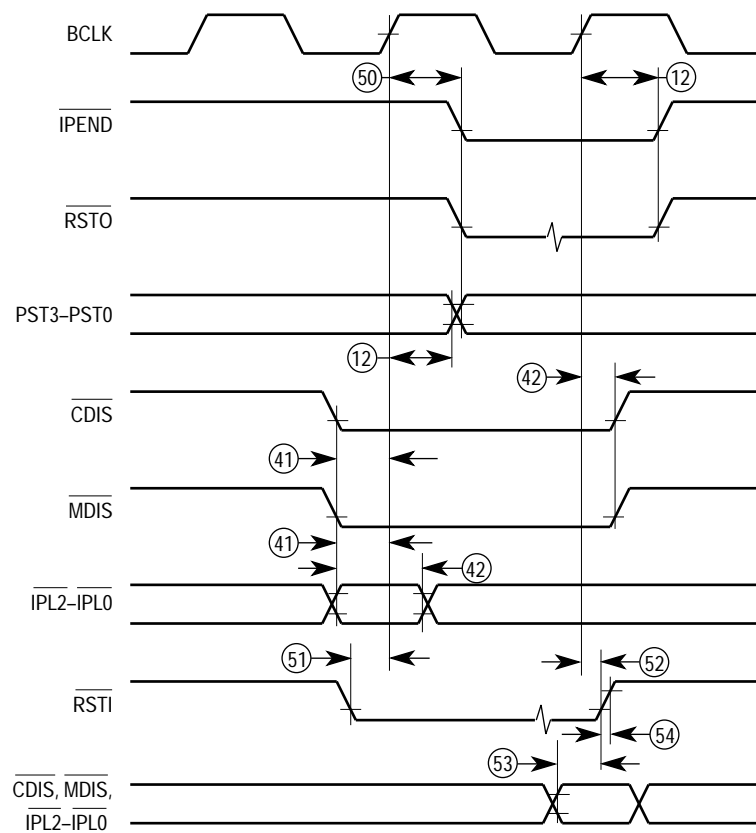 BCLK
50
12
IPEND
RSTO
PST3–PST0
12
42
CDIS
41
MDIS
41
42
IPL2–IPL0
51
52
RSTI
54
53
CDIS, MDIS,
IPL2–IPL0